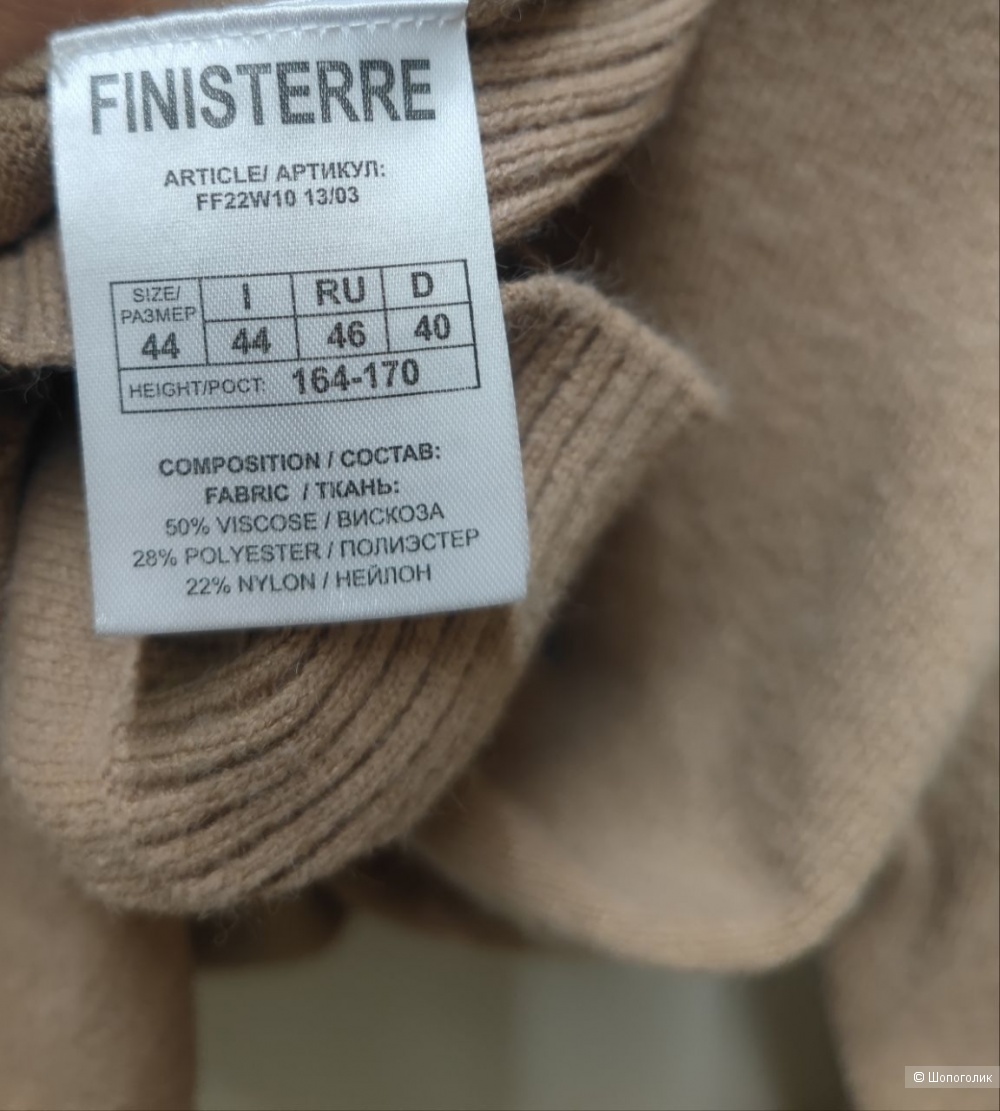 FINISTERRE
ARTICLE/ АРТИКУЛ:
FF22W10 13/03
SIZE/ I RU D
РАЗМЕР
44 44 46 40
HEIGHT/РОСТ: 164-170
COMPOSITION / СОСТАВ:
FABRIC / ТКАНЬ:
50% VISCOSE / ВИСКОЗА
28% POLYESTER / ПОЛИЭСТЕР
22% NYLON / НЕЙЛОН
© Шопоголик